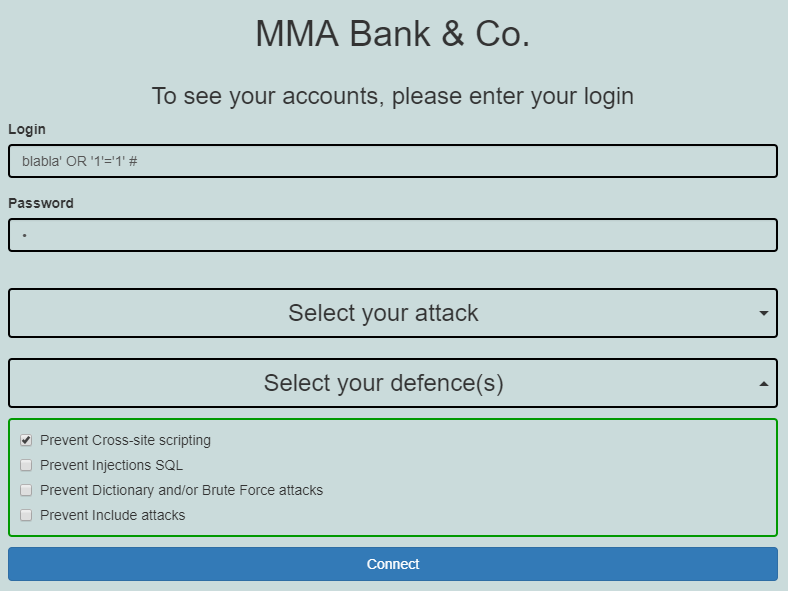 MMA Bank & Co.
To see your accounts, please enter your login
Login
blabla' OR '1'='1' #
Password
•
Select your attack
Select your defence(s)
Prevent Cross-site scripting
Prevent Injections SQL
Prevent Dictionary and/or Brute Force attacks
Prevent Include attacks
Connect